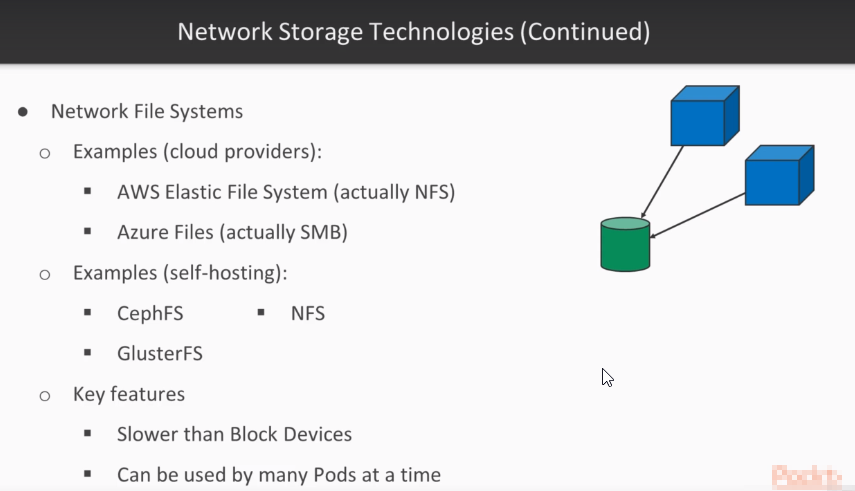 Network Storage Technologies (Continued)
● Network File Systems
o Examples (cloud providers):
▪ AWS Elastic File System (actually NFS)
▪ Azure Files (actually SMB)
o Examples (self-hosting):
▪ CephFS ▪ NFS
▪ GlusterFS
o Key features
▪ Slower than Block Devices
▪ Can be used by many Pods at a time